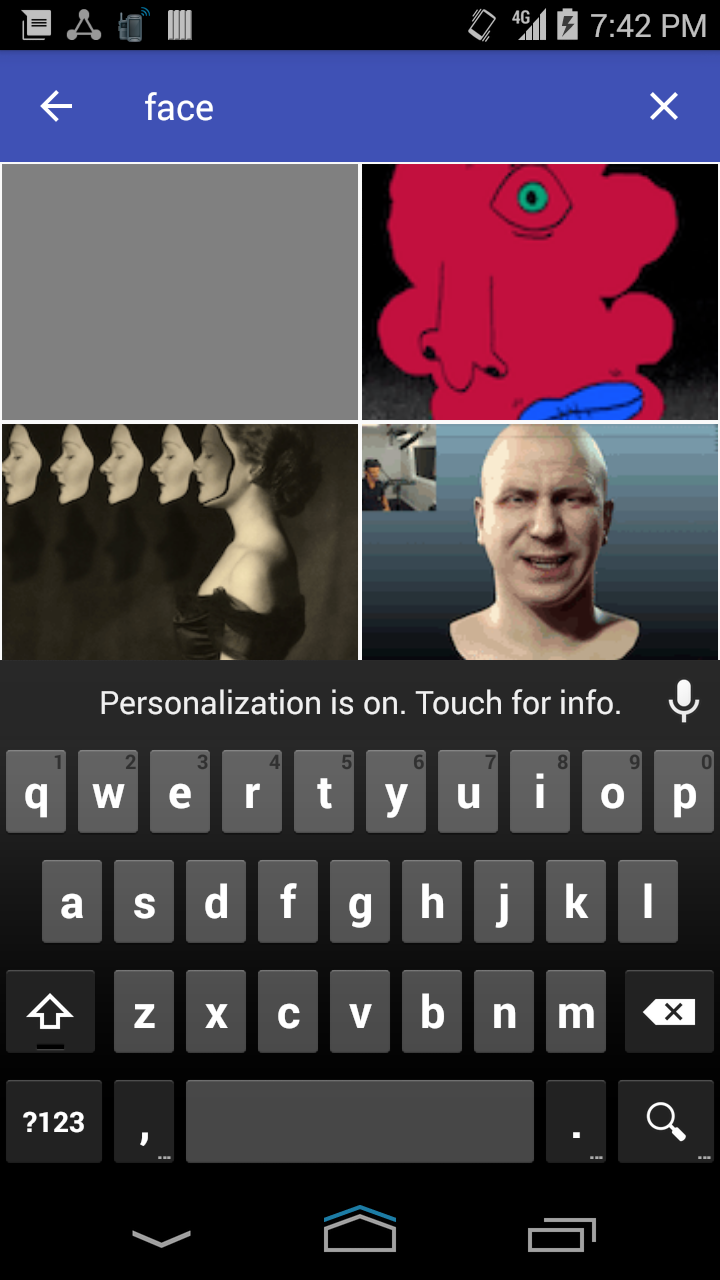 4G 7:42 PM
face
Personalization is on. Touch for info.
1 2 3 4 5 6 7 8 9 0
q w e r t y u i o p
a s d f g h j k l
z x c v b n m
?123 , ... . ... ...